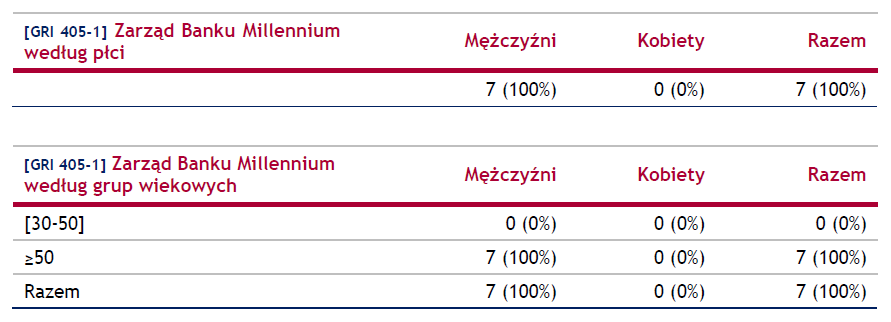 [GRI 405-1] Zarząd Banku Millennium
według płci
Mężczyźni Kobiety Razem
7 (100%) 0 (0%) 7 (100%)
[GRI 405-1] Zarząd Banku Millennium
według grup wiekowych
Mężczyźni Kobiety Razem
[30-50] 0 (0%) 0 (0%) 0 (0%)
≥50 7 (100%) 0 (0%) 7 (100%)
Razem 7 (100%) 0 (0%) 7 (100%)